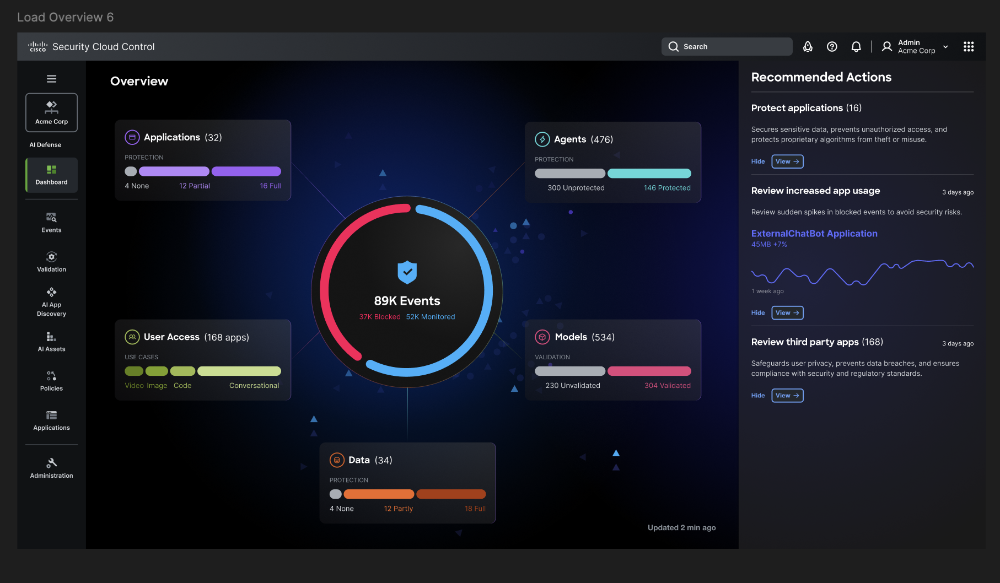 Load Overview 6
cisco
Security Cloud Control
Search
Admin
Acme Corp
Acme Corp
AI Defense
Dashboard
Events
Validation
AI App
Discovery
AI Assets
Policies
Applications
Administration
Overview
Applications (32)
PROTECTION
4 None 12 Partial 16 Full
Agents (476)
PROTECTION
300 Unprotected 146 Protected
89K Events
37K Blocked 52K Monitored
User Access (168 apps)
USE CASES
Video Image Code Conversational
Models (534)
VALIDATION
230 Unvalidated 304 Validated
Data (34)
PROTECTION
4 None 12 Partly 18 Full
Updated 2 min ago
Recommended Actions
Protect applications (16)
Secures sensitive data, prevents unauthorized access, and
protects proprietary algorithms from theft or misuse.
Hide View →
Review increased app usage 3 days ago
Review sudden spikes in blocked events to avoid security risks.
ExternalChatBot Application
45MB +7%
1 week ago
Hide View →
Review third party apps (168) 3 days ago
Safeguards user privacy, prevents data breaches, and ensures
compliance with security and regulatory standards.
Hide View →